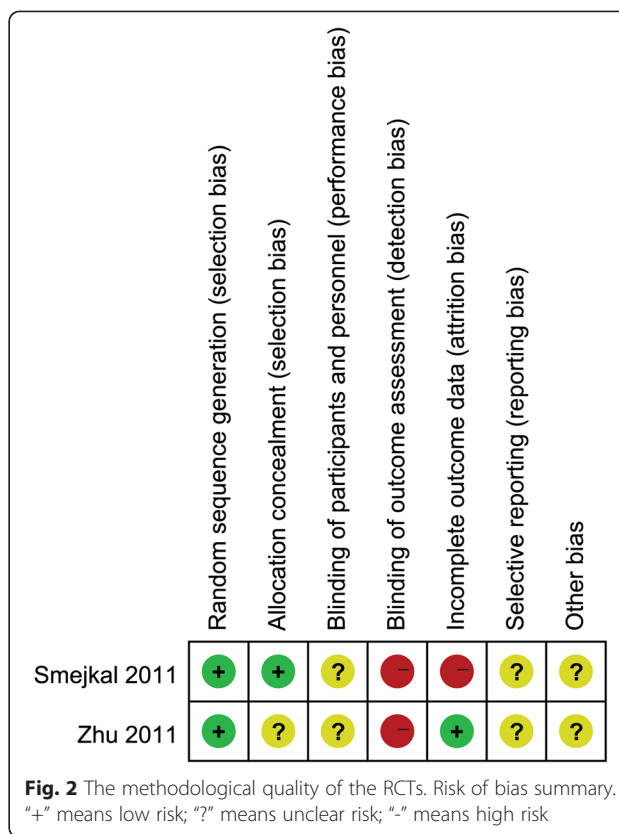 Random sequence generation (selection bias)
Allocation concealment (selection bias)
Blinding of participants and personnel (performance bias)
Blinding of outcome assessment (detection bias)
Incomplete outcome data (attrition bias)
Selective reporting (reporting bias)
Other bias
Smejkal 2011 + + ? - - ? ?
Zhu 2011 + ? ? - + ? ?
Fig. 2 The methodological quality of the RCTs. Risk of bias summary.
"+" means low risk; "?" means unclear risk; "-" means high risk